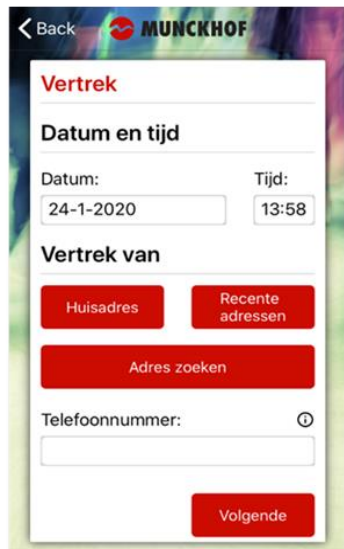 Back MUNCKHOF
Vertrek
Datum en tijd
Datum: Tijd:
24-1-2020 13:58
Vertrek van
Huisadres Recente
adressen
Adres zoeken
Telefoonnummer:
Volgende